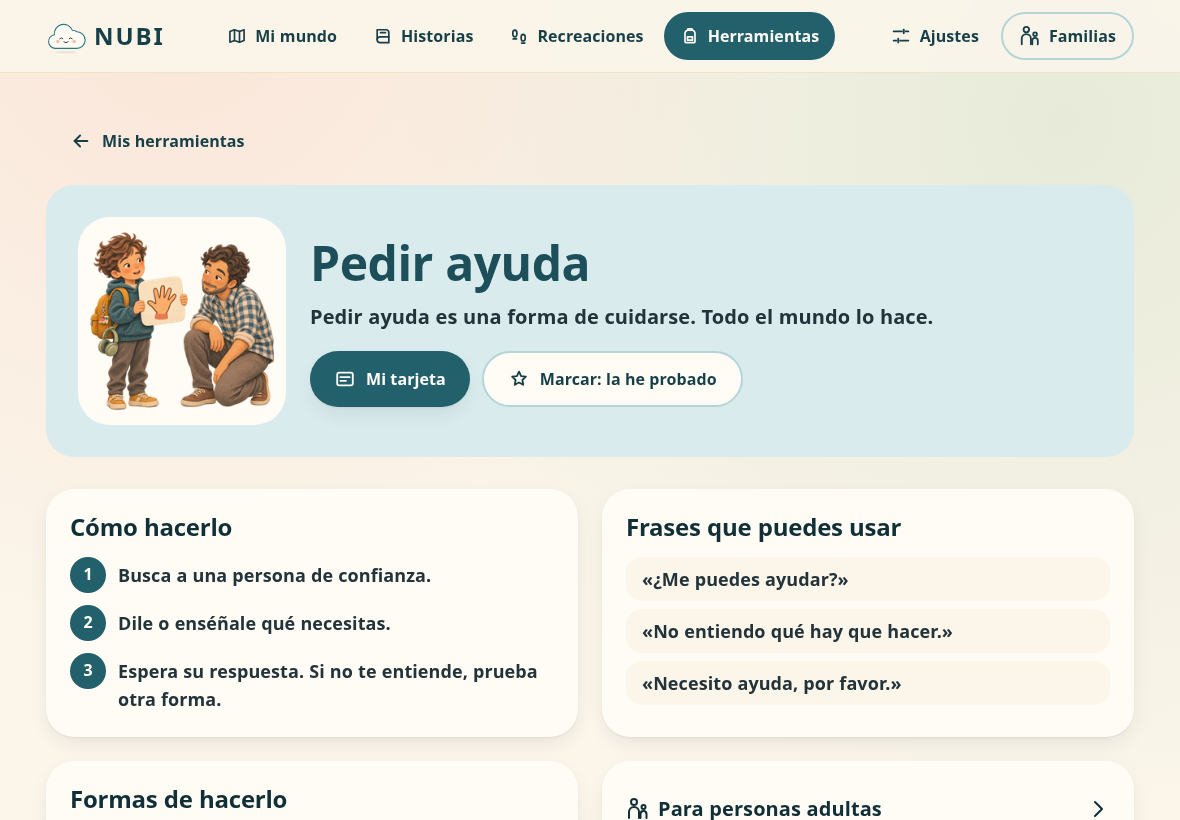 NUBI
Mi mundo
Historias
Recreaciones
Herramientas
Ajustes
Familias
Mis herramientas
Pedir ayuda
Pedir ayuda es una forma de cuidarse. Todo el mundo lo hace.
Mi tarjeta
Marcar: la he probado
Cómo hacerlo
1 Busca a una persona de confianza.
2 Dile o enséñale qué necesitas.
3 Espera su respuesta. Si no te entiende, prueba
otra forma.
Frases que puedes usar
«¿Me puedes ayudar?»
«No entiendo qué hay que hacer.»
«Necesito ayuda, por favor.»
Formas de hacerlo
Para personas adultas